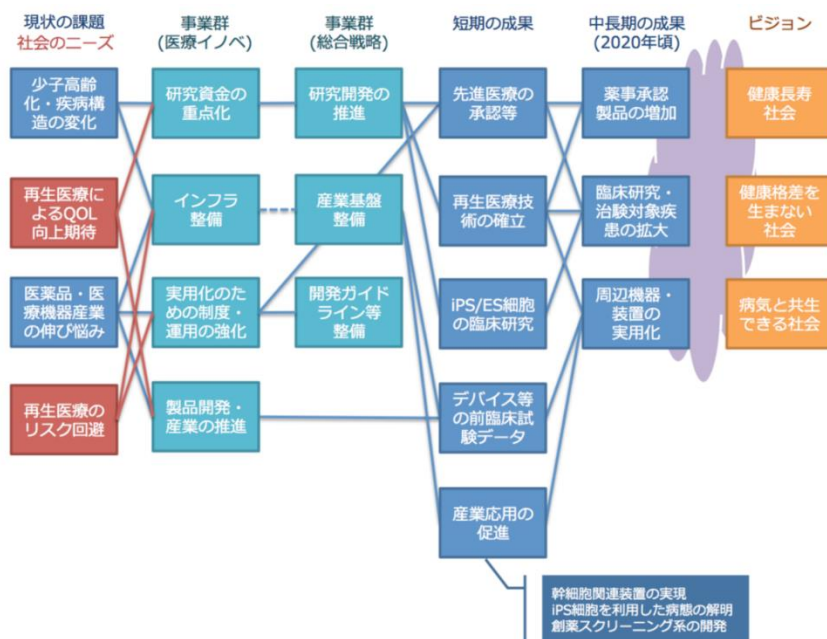 現状の課題
社会のニーズ
事業群
(医療イノベ)
事業群
(総合戦略)
短期の成果
中長期の成果
(2020年頃)
ビジョン
少子高齢
化・疾病構
造の変化
研究資金の
重点化
研究開発の
推進
先進医療の
承認等
薬事承認
製品の増加
健康長寿
社会
再生医療に
よるQOL
向上期待
インフラ
整備
産業基盤
整備
再生医療技
術の確立
臨床研究・
治験対象疾
患の拡大
健康格差を
生まない
社会
医薬品・医
療機器産業
の伸び悩み
実用化のた
めの制度・
運用の強化
開発ガイド
ライン等
整備
iPS/ES細胞
の臨床研究
周辺機器・
装置の
実用化
病気と共生
できる社会
再生医療の
リスク回避
製品開発・
産業の推進
デバイス等
の前臨床試
験データ
産業応用の
促進
幹細胞関連装置の実現
iPS細胞を利用した病態の解明
創薬スクリーニング系の開発